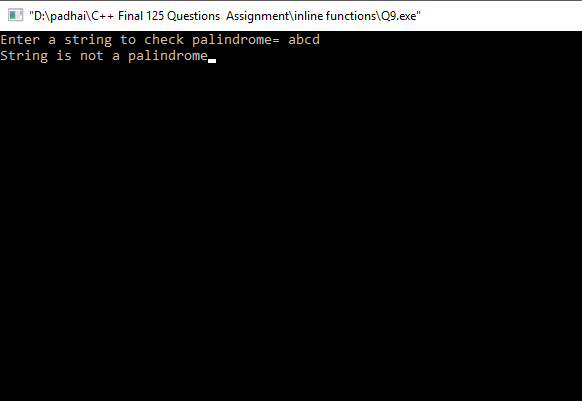 "D:\padhai\C++ Final 125 Questions  Assignment\inline functions\Q9.exe"
Enter a string to check palindrome= abcd
String is not a palindrome